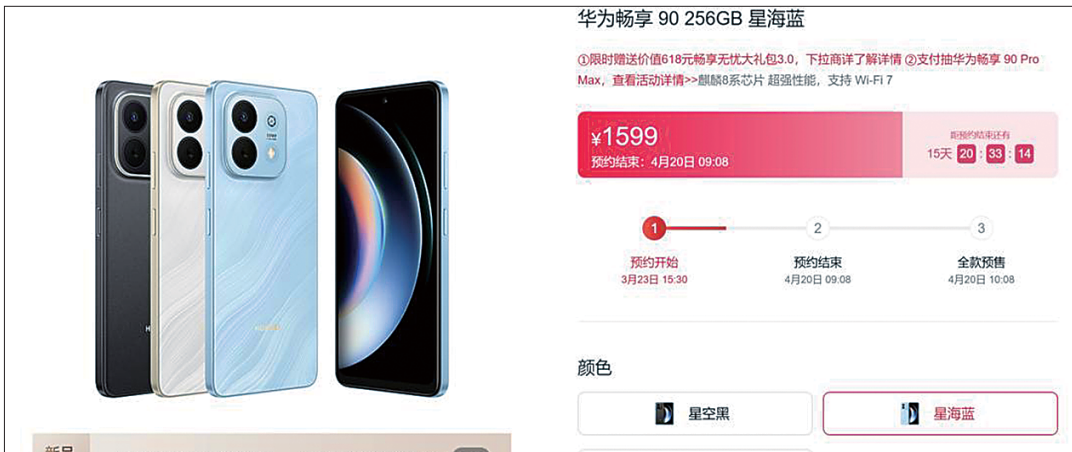 华为畅享 90 256GB 星海蓝
①限时赠送价值618元畅享无忧大礼包3.0，下拉商详了解详情 ②支付抽华为畅享 90 Pro
Max，查看活动详情>>麒麟8系芯片 超强性能，支持 Wi-Fi 7
¥1599
预约结束：4月20日 09:08
距预约结束还有
15天 20 : 33 : 14
1
2
3
预约开始
预约结束
全款预售
3月23日 15:30
4月20日 09:08
4月20日 10:08
颜色
星空黑
星海蓝